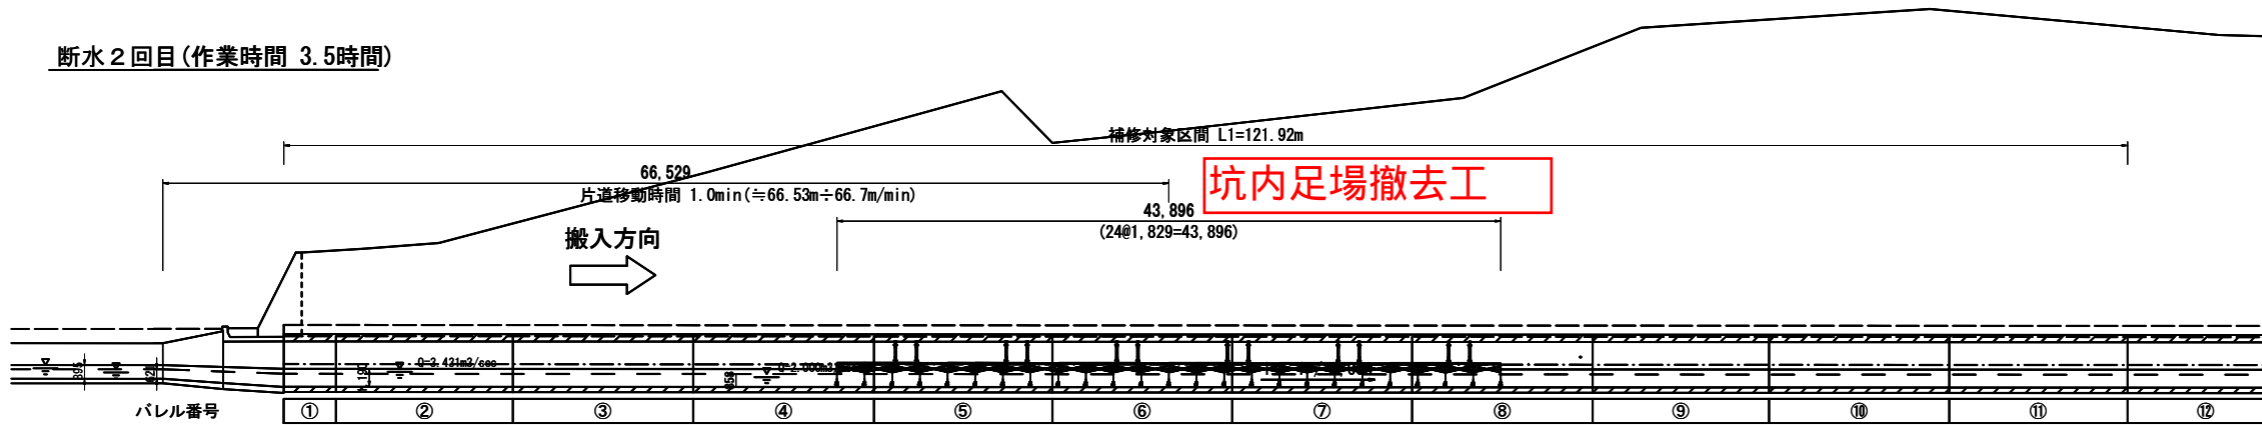 断水２回目(作業時間 3.5時間)
補修対象区間 L1=121.92m
66,529
片道移動時間 1.0min(≒66.53m÷66.7m/min)
坑内足場撤去工
43,896
(24@1,829=43,896)
搬入方向
Q=3.431m3/sec
バレル番号
① ② ③ ④ ⑤ ⑥ ⑦ ⑧ ⑨ ⑩ ⑪ ⑫